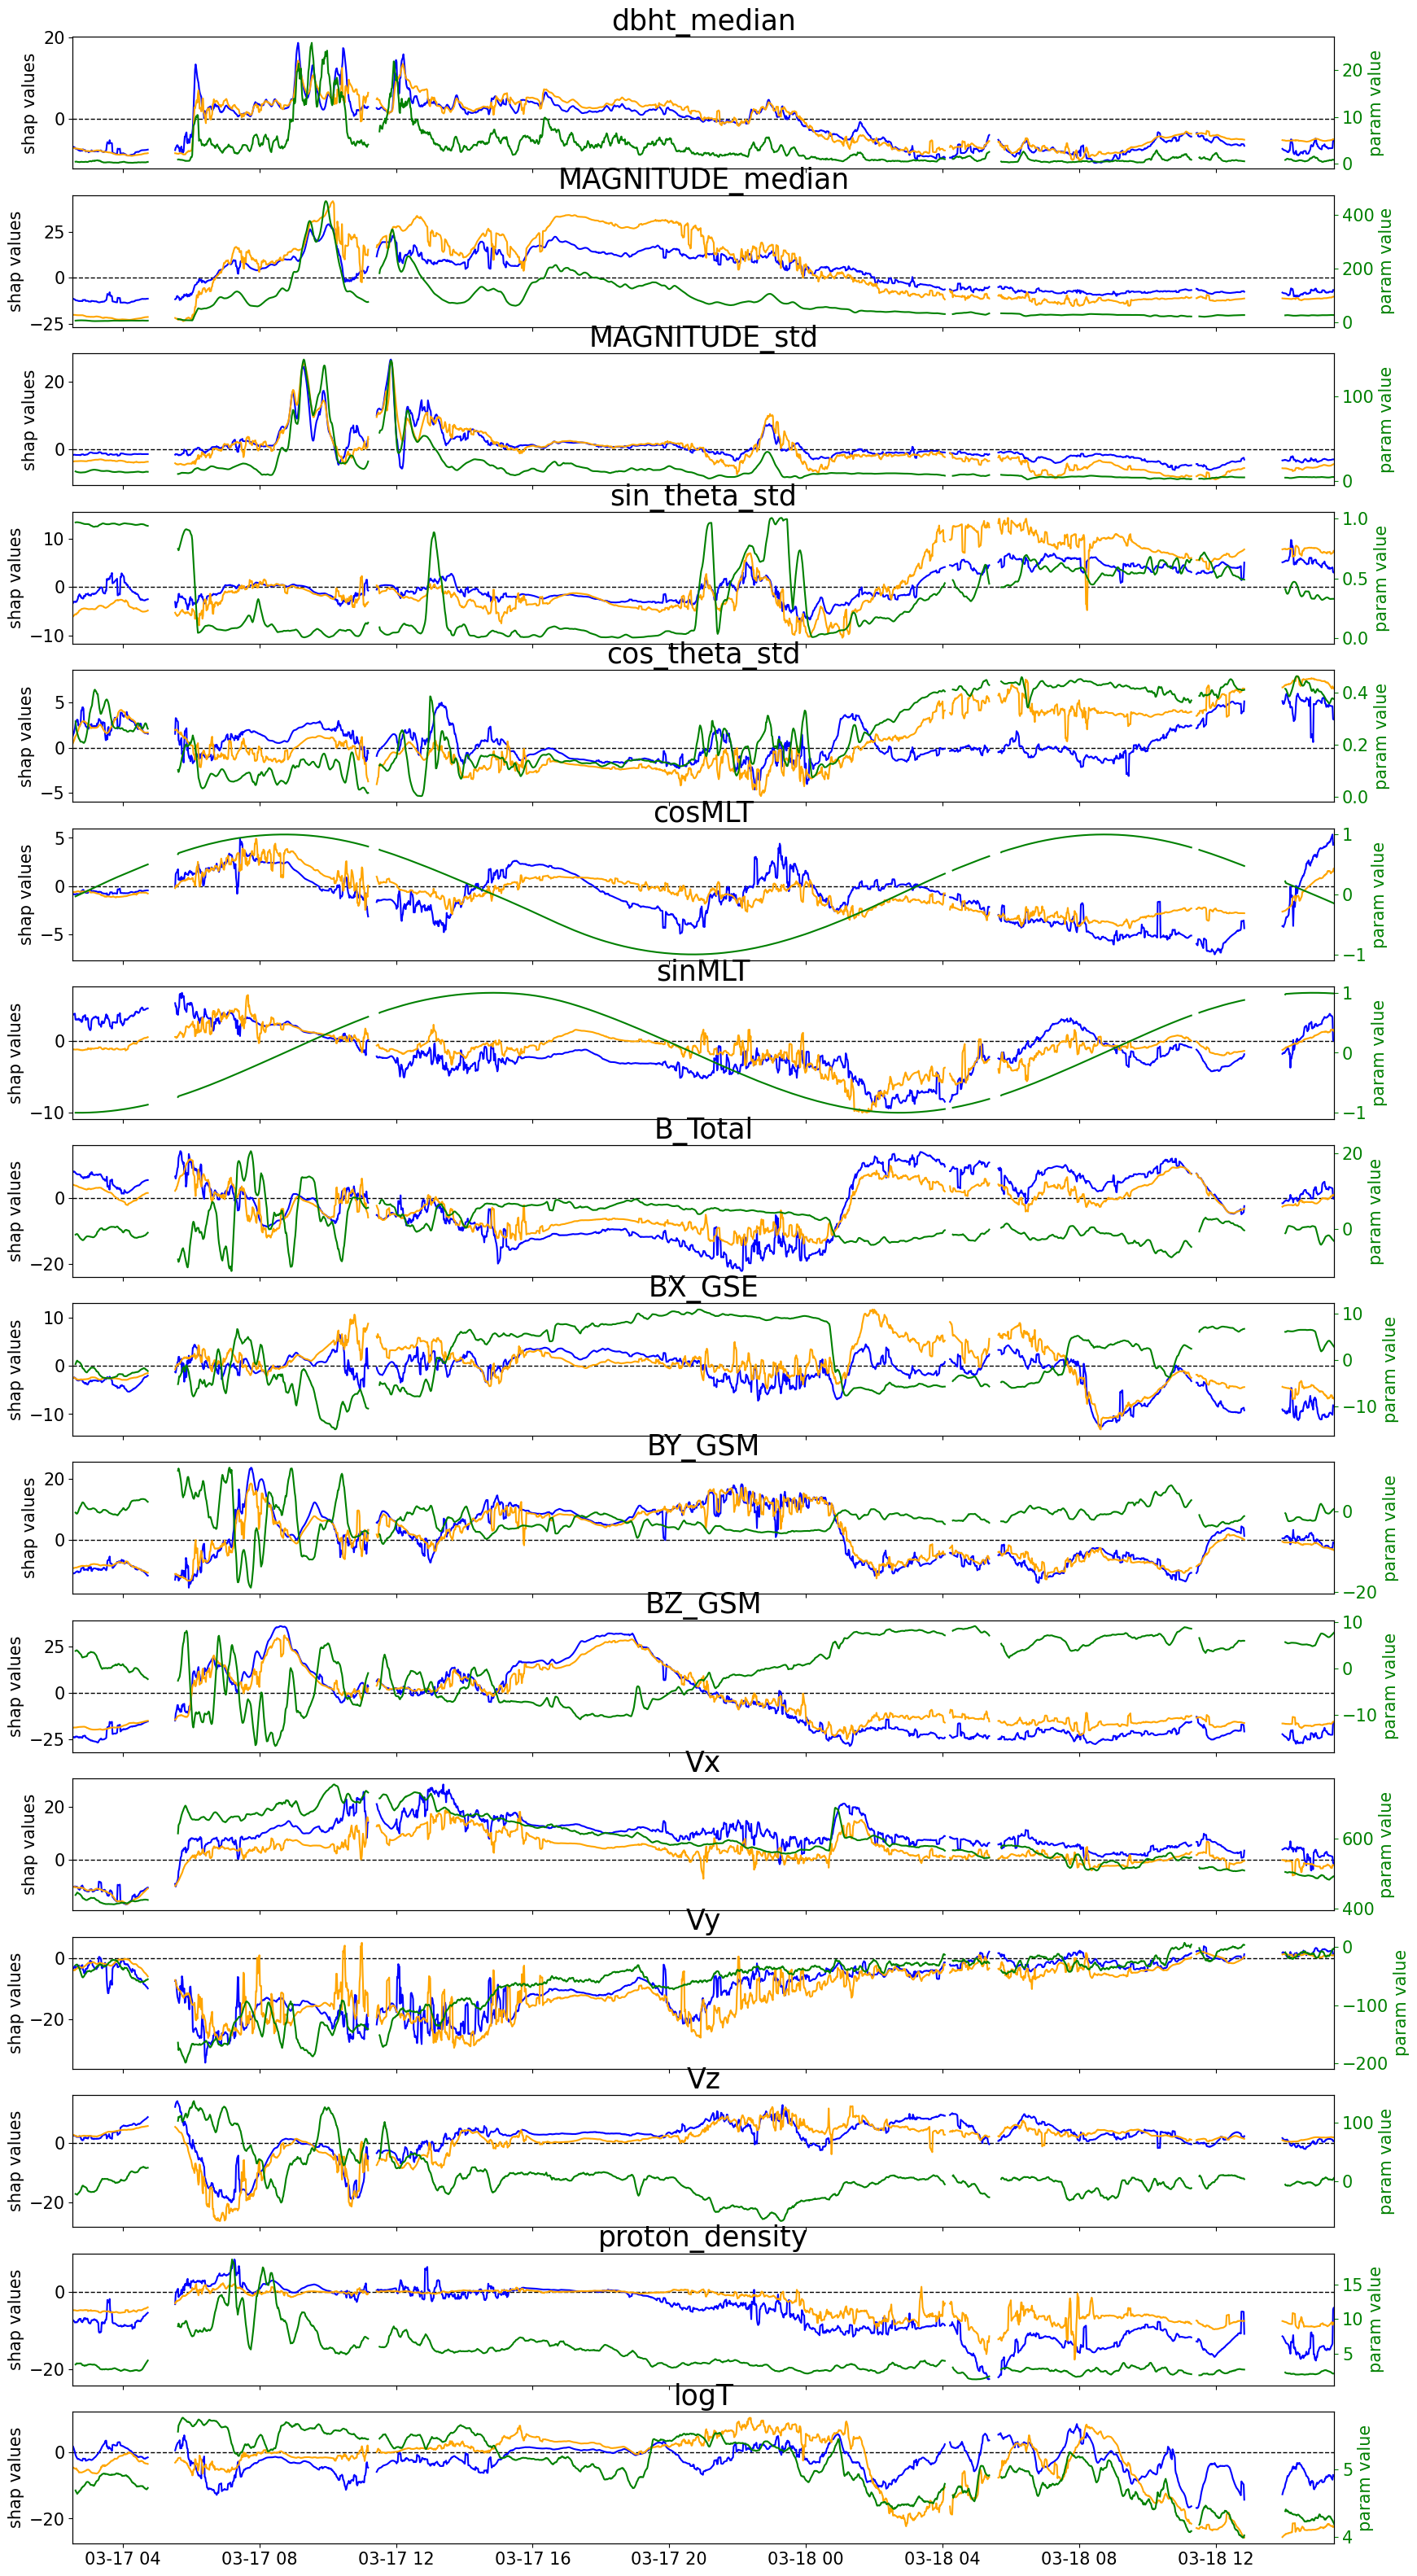 dbht_median
shap values
20
0
20
10
0
param value
MAGNITUDE_median
shap values
25
0
−25
400
200
0
param value
MAGNITUDE_std
shap values
20
0
100
0
param value
sin_theta_std
shap values
10
0
−10
1.0
0.5
0.0
param value
cos_theta_std
shap values
5
0
−5
0.4
0.2
0.0
param value
cosMLT
shap values
5
0
−5
1
0
−1
param value
sinMLT
shap values
0
−10
1
0
−1
param value
B_Total
shap values
0
−20
20
0
param value
BX_GSE
shap values
10
0
−10
10
0
−10
param value
BY_GSM
shap values
20
0
0
−20
param value
BZ_GSM
shap values
25
0
−25
10
0
−10
param value
Vx
shap values
20
0
600
400
param value
Vy
shap values
0
−20
0
−100
−200
param value
Vz
shap values
0
−20
100
0
param value
proton_density
shap values
0
−20
15
10
5
param value
logT
shap values
0
−20
5
4
param value
03-17 04 03-17 08 03-17 12 03-17 16 03-17 20 03-18 00 03-18 04 03-18 08 03-18 12